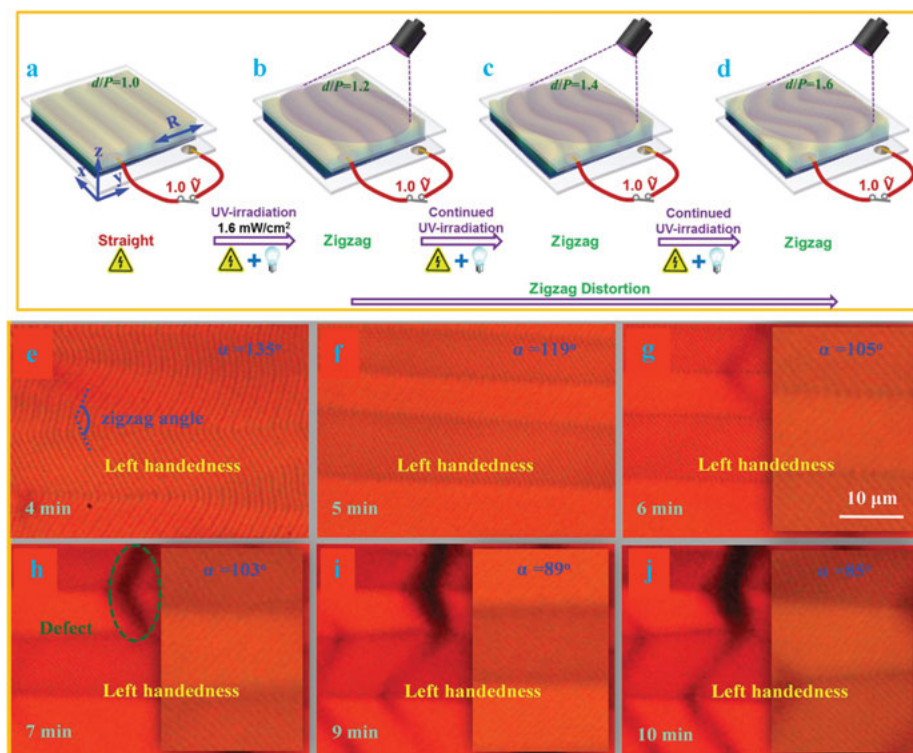 a
b
c
d
d/P=1.0
d/P=1.2
d/P=1.4
d/P=1.6
R
z
x
y
1.0 Ṽ
1.0 Ṽ
1.0 Ṽ
1.0 Ṽ
UV-irradiation
1.6 mW/cm²
Continued
UV-irradiation
Continued
UV-irradiation
Straight
Zigzag
Zigzag
Zigzag
Zigzag Distortion
e
α =135°
zigzag angle
Left handedness
4 min
f
α =119°
Left handedness
5 min
g
α =105°
Left handedness
10 µm
6 min
h
α =103°
Defect
Left handedness
7 min
i
α =89°
Left handedness
9 min
j
α =85°
Left handedness
10 min